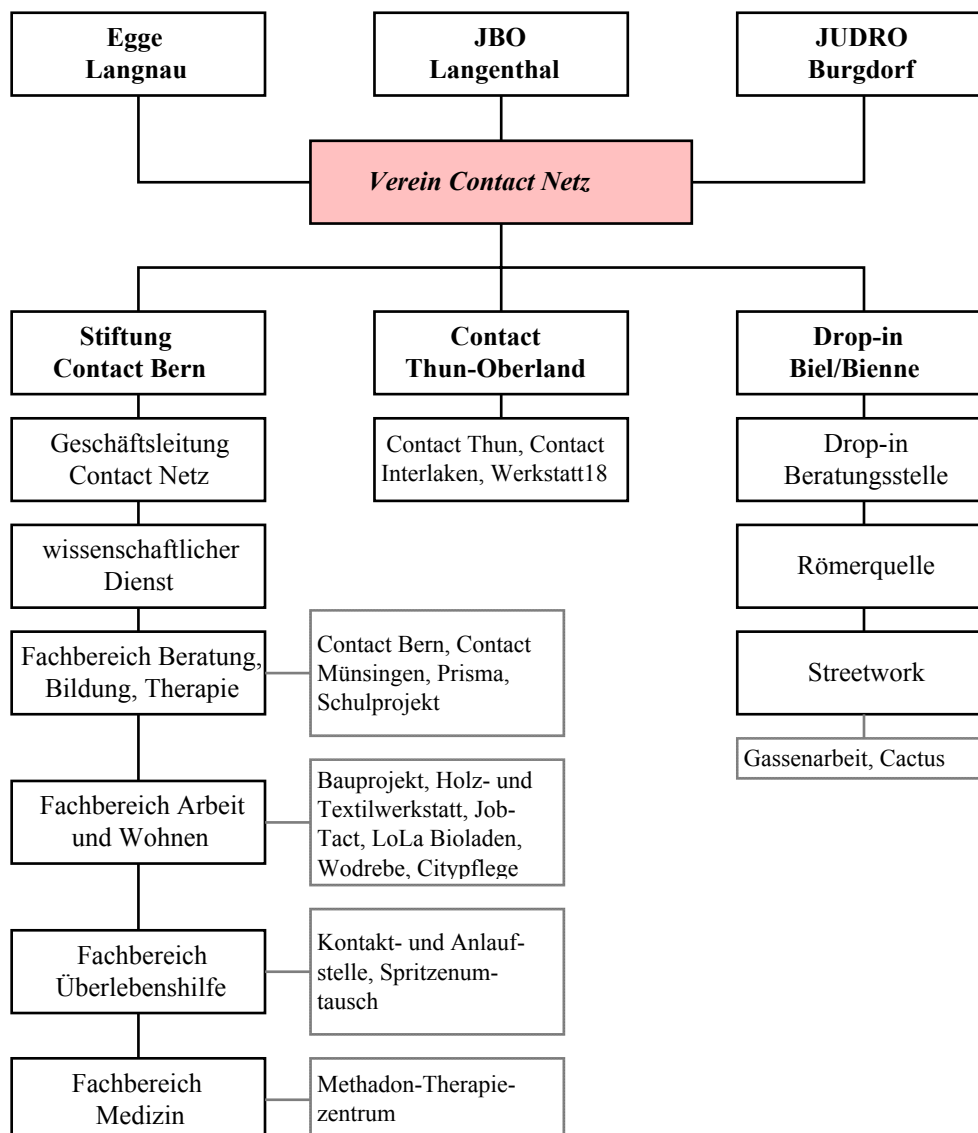 Egge
Langnau
JBO
Langenthal
JUDRO
Burgdorf
Verein Contact Netz
Stiftung
Contact Bern
Contact
Thun-Oberland
Drop-in
Biel/Bienne
Geschäftsleitung
Contact Netz
Contact Thun, Contact
Interlaken, Werkstatt18
Drop-in
Beratungsstelle
wissenschaftlicher
Dienst
Römerquelle
Fachbereich Beratung,
Bildung, Therapie
Contact Bern, Contact
Münsingen, Prisma,
Schulprojekt
Streetwork
Gassenarbeit, Cactus
Fachbereich Arbeit
und Wohnen
Bauprojekt, Holz- und
Textilwerkstatt, Job-
Tact, LoLa Bioladen,
Wodrebe, Citypflege
Fachbereich
Überlebenshilfe
Kontakt- und Anlauf-
stelle, Spritzenum-
tausch
Fachbereich
Medizin
Methadon-Therapie-
zentrum